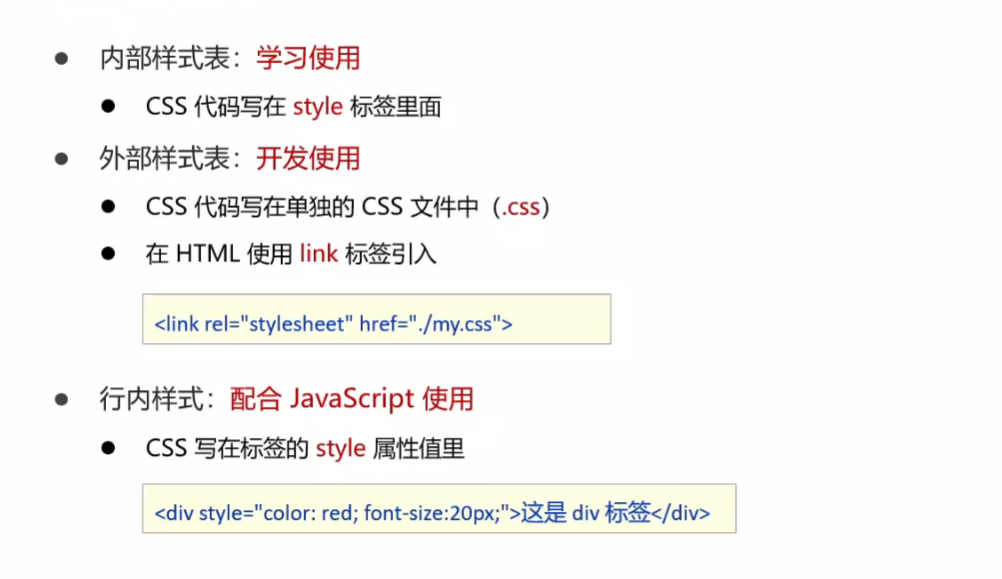 内部样式表：学习使用
CSS 代码写在 style 标签里面
外部样式表：开发使用
CSS 代码写在单独的 CSS 文件中（.css）
在 HTML 使用 link 标签引入
<link rel="stylesheet" href="./my.css">
行内样式：配合 JavaScript 使用
CSS 写在标签的 style 属性值里
<div style="color: red; font-size:20px;">这是 div 标签</div>